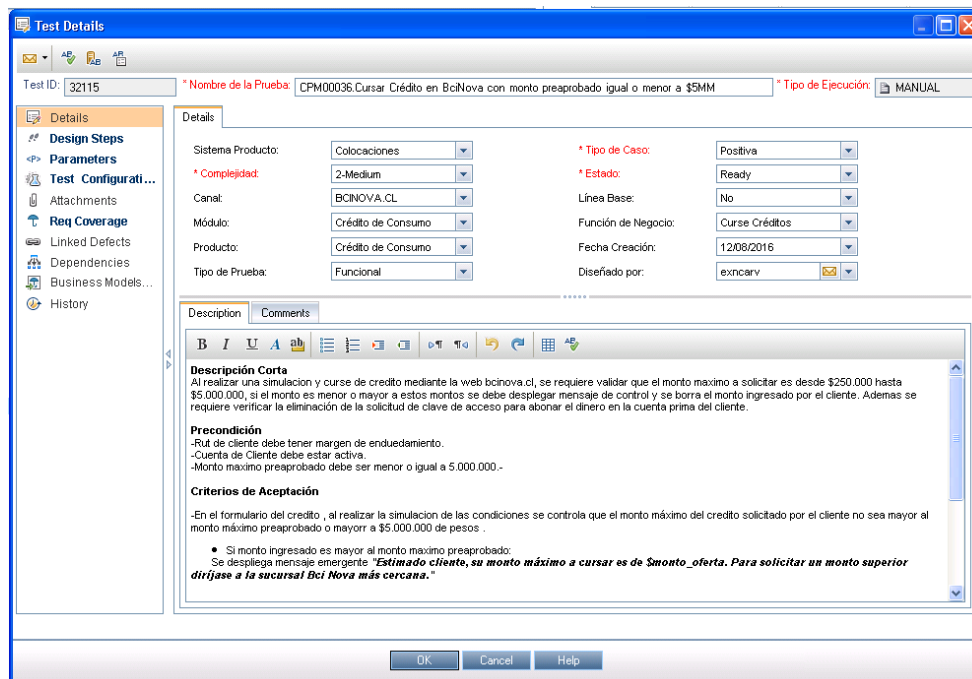 Test Details
Test ID: 32115 * Nombre de la Prueba: CPM00036.Cursar Crédito en BciNova con monto preaprobado igual o menor a $5MM * Tipo de Ejecución: MANUAL
Details
Design Steps
Parameters
Test Configurati...
Attachments
Req Coverage
Linked Defects
Dependencies
Business Models...
History
Details
Sistema Producto: Colocaciones * Tipo de Caso: Positiva
* Complejidad: 2-Medium * Estado: Ready
Canal: BCINOVA.CL Línea Base: No
Módulo: Crédito de Consumo Función de Negocio: Curse Créditos
Producto: Crédito de Consumo Fecha Creación: 12/08/2016
Tipo de Prueba: Funcional Diseñado por: exncarv
Description Comments
B I U A ab
Descripción Corta
Al realizar una simulacion y curse de credito mediante la web bcinova.cl, se requiere validar que el monto maximo a solicitar es desde $250.000 hasta
$5.000.000, si el monto es menor o mayor a estos montos se debe desplegar mensaje de control y se borra el monto ingresado por el cliente. Ademas se
requiere verificar la eliminación de la solicitud de clave de acceso para abonar el dinero en la cuenta prima del cliente.
Precondición
-Rut de cliente debe tener margen de enduedamiento.
-Cuenta de Cliente debe estar activa.
-Monto maximo preaprobado debe ser menor o igual a 5.000.000.-
Criterios de Aceptación
-En el formulario del credito , al realizar la simulacion de las condiciones se controla que el monto máximo del credito solicitado por el cliente no sea mayor al
monto máximo preaprobado o mayorr a $5.000.000 de pesos .
• Si monto ingresado es mayor al monto maximo preaprobado:
Se despliega mensaje emergente "Estimado cliente, su monto máximo a cursar es de $monto_oferta. Para solicitar un monto superior
diríjase a la sucursal Bci Nova más cercana."
OK Cancel Help